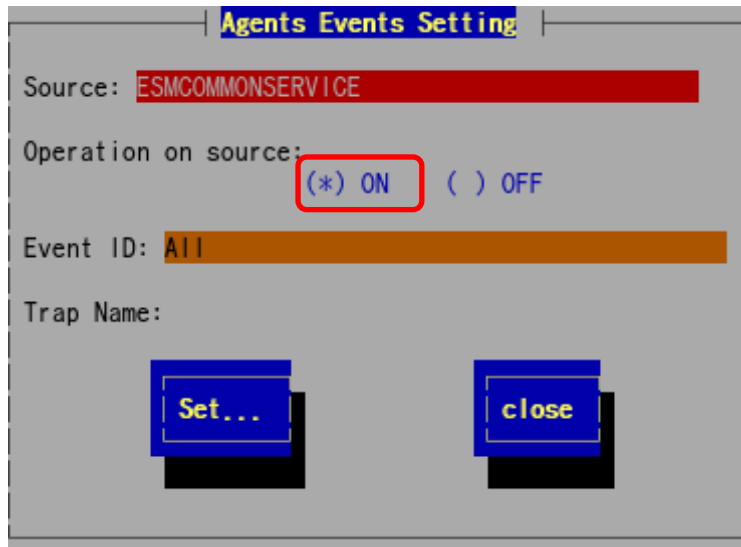 Agents Events Setting
Source: ESMCOMMONSERVICE
Operation on source:
(*) ON ( ) OFF
Event ID: All
Trap Name:
Set... close